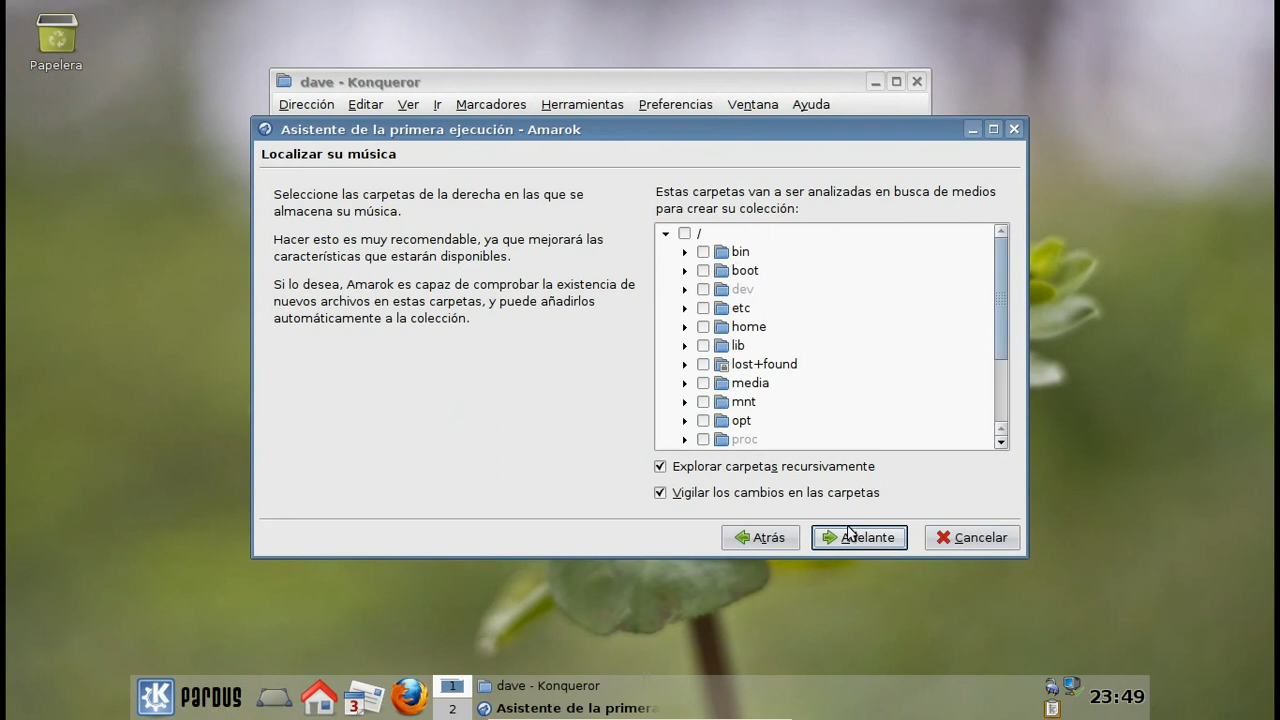 Papelera
dave - Konqueror
Dirección Editar Ver Ir Marcadores Herramientas Preferencias Ventana Ayuda
Asistente de la primera ejecución - Amarok
Localizar su música
Seleccione las carpetas de la derecha en las que se
almacena su música.
Hacer esto es muy recomendable, ya que mejorará las
características que estarán disponibles.
Si lo desea, Amarok es capaz de comprobar la existencia de
nuevos archivos en estas carpetas, y puede añadirlos
automáticamente a la colección.
Estas carpetas van a ser analizadas en busca de medios
para crear su colección:
/
bin
boot
dev
etc
home
lib
lost+found
media
mnt
opt
proc
Explorar carpetas recursivamente
Vigilar los cambios en las carpetas
Atrás Adelante Cancelar
K PARDUS 3 1 dave - Konqueror
2 Asistente de la primera
23:49